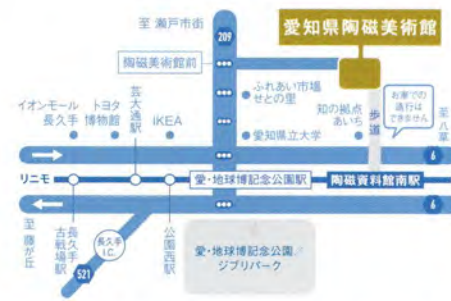 至 瀬戸市街
209
愛知県陶磁美術館
陶磁美術館前
ふれあい市場
せとの里
お車での
通行は
できません
イオンモール
長久手
トヨタ
博物館
芸大通駅
IKEA
愛知県立大学
知の拠点
あいち
歩道
至 八草
6
リニモ
愛・地球博記念公園駅
陶磁資料館南駅
6
至 藤が丘
長久手
古戦場駅
長久手
I.C.
公園西駅
愛・地球博記念公園
ジブリパーク
521